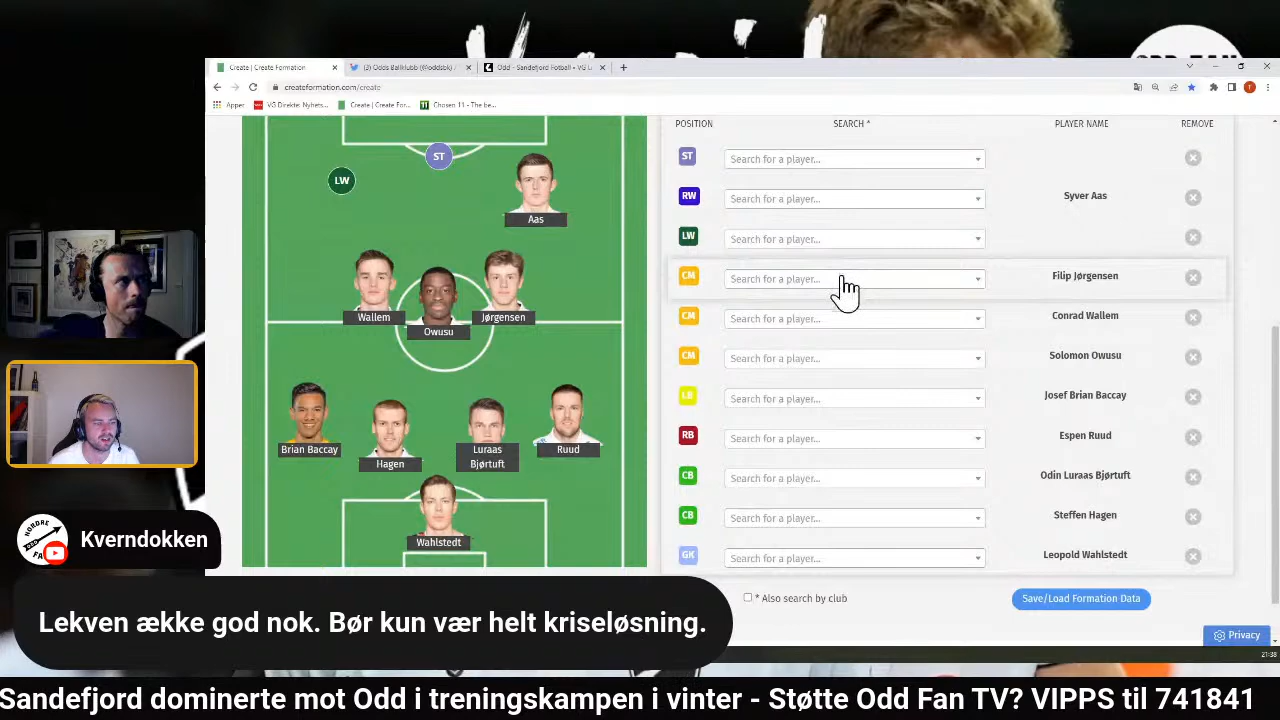 Create | Create Formation
(3) Odds Ballklubb (@oddsbk) /
Odd - Sandefjord Fotball • VG L
createformation.com/create
Apper
VG Direkte: Nyhets...
Create | Create For...
Chosen 11 - The be...
POSITION
SEARCH *
PLAYER NAME
REMOVE
ST
Search for a player...
RW
Search for a player...
Syver Aas
LW
Search for a player...
CM
Search for a player...
Filip Jørgensen
CM
Search for a player...
Conrad Wallem
CM
Search for a player...
Solomon Owusu
LB
Search for a player...
Josef Brian Baccay
RB
Search for a player...
Espen Ruud
CB
Search for a player...
Odin Luraas Bjørtuft
CB
Search for a player...
Steffen Hagen
GK
Search for a player...
Leopold Wahlstedt
* Also search by club
Save/Load Formation Data
Privacy
21:38
ST
LW
Aas
Wallem
Owusu
Jørgensen
Brian Baccay
Hagen
Luraas
Bjørtuft
Ruud
Wahlstedt
NORDRE
FA
Kverndokken
Lekven ække god nok. Bør kun vær helt kriseløsning.
Sandefjord dominerte mot Odd i treningskampen i vinter - Støtte Odd Fan TV? VIPPS til 741841